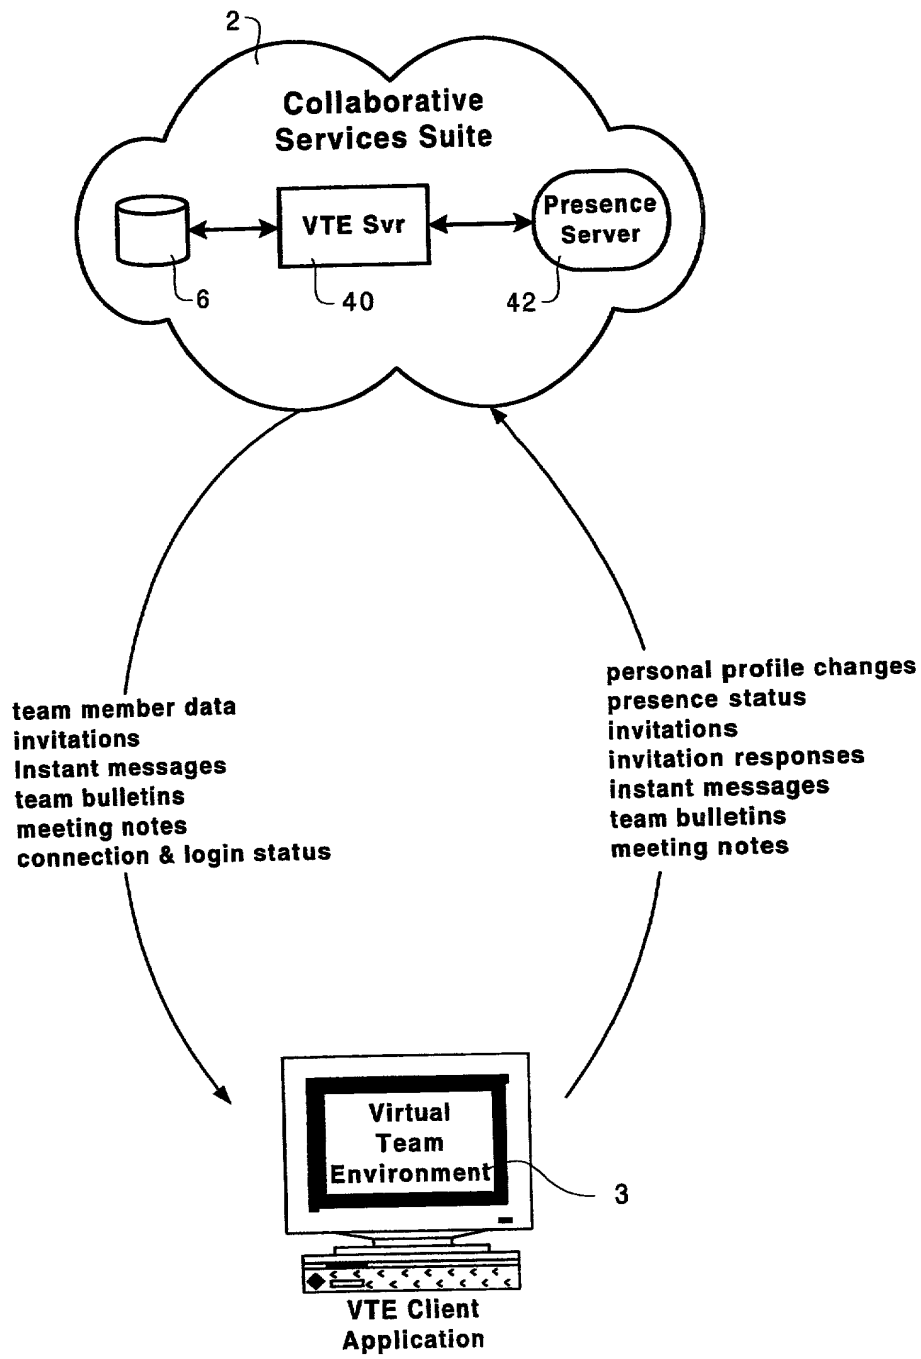 2
Collaborative
Services Suite
VTE Svr
Presence
Server
6
40
42
team member data
invitations
Instant messages
team bulletins
meeting notes
connection & login status
personal profile changes
presence status
invitations
invitation responses
instant messages
team bulletins
meeting notes
Virtual
Team
Environment
3
VTE Client
Application